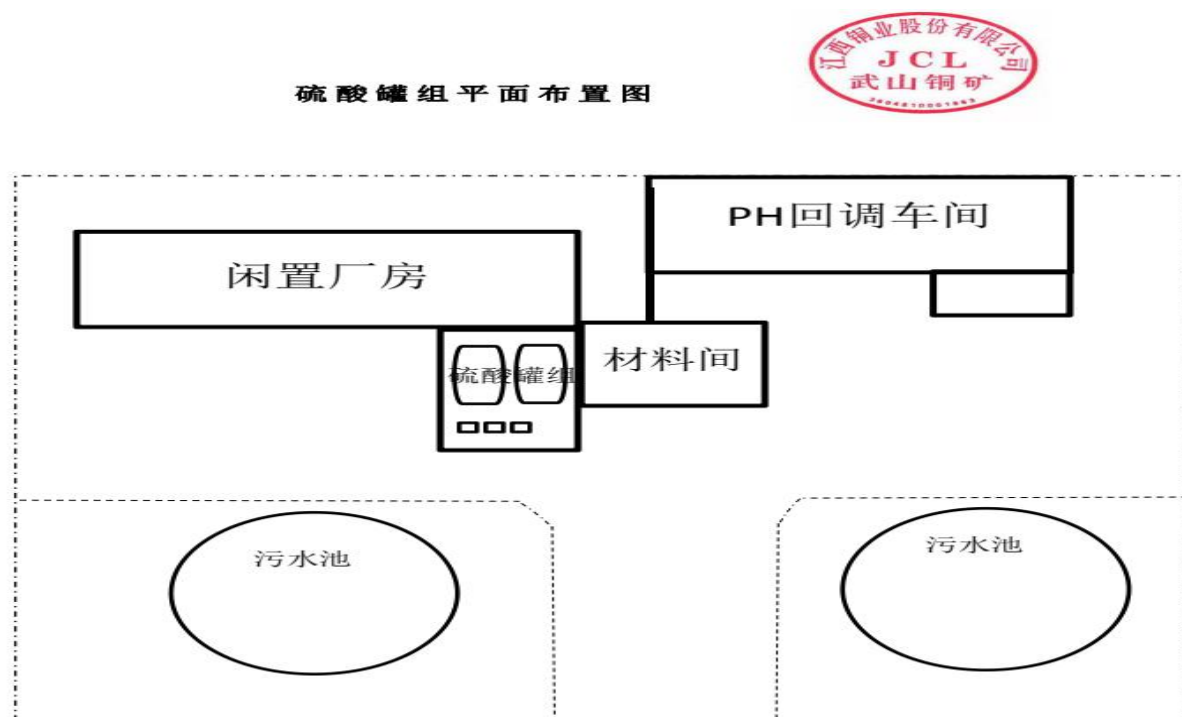 硫酸罐组平面布置图
江西铜业股份有限公司
JCL
武山铜矿
PH回调车间
闲置厂房
材料间
硫酸罐组
污水池
污水池